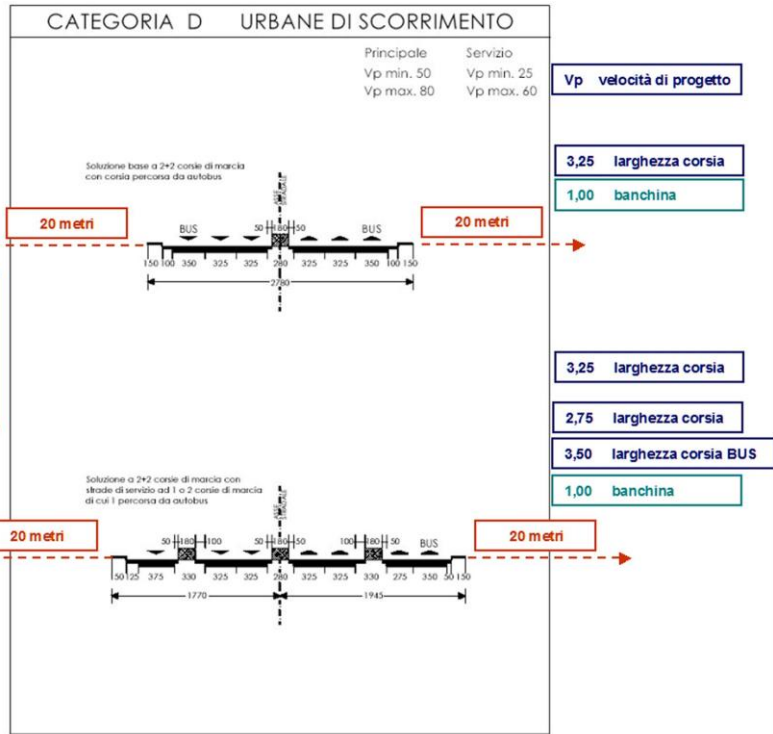 CATEGORIA D URBANE DI SCORRIMENTO
Principale Servizio
Vp min. 50 Vp min. 25
Vp max. 80 Vp max. 60
Vp velocità di progetto
Soluzione base a 2+2 corsie di marcia
con corsia percorsa da autobus
ASSE
STRADALE
3,25 larghezza corsia
1,00 banchina
20 metri
20 metri
BUS 50 180 50 BUS
150 100 350 325 325 280 325 325 350 100 150
2780
3,25 larghezza corsia
2,75 larghezza corsia
3,50 larghezza corsia BUS
1,00 banchina
Soluzione a 2+2 corsie di marcia con
strade di servizio ad 1 o 2 corsie di marcia
di cui 1 percorsa da autobus
ASSE
STRADALE
20 metri
20 metri
50 180 100 50 180 50 100 180 50 BUS
150 125 375 330 325 325 280 325 325 330 275 350 50 150
1770 1945